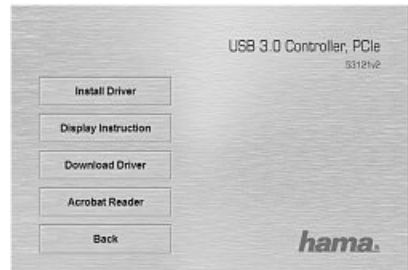 USB 3.0 Controller, PCIe
53121v2
Install Driver
Display Instruction
Download Driver
Acrobat Reader
Back
hama.